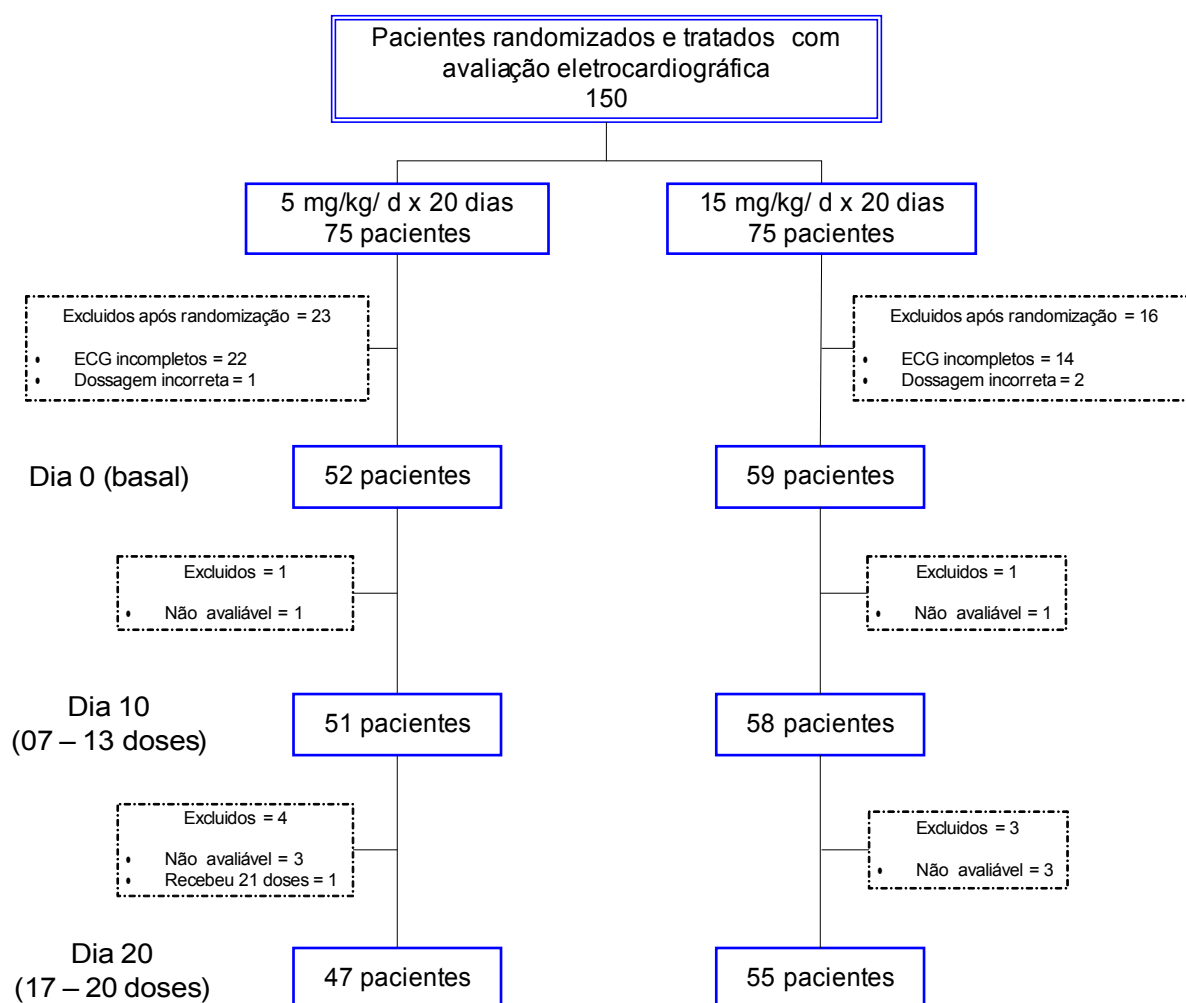 Pacientes randomizados e tratados com
avaliação eletrocardiográfica
150
5 mg/kg/ d x 20 dias
75 pacientes
15 mg/kg/ d x 20 dias
75 pacientes
Excluidos após randomização = 23
• ECG incompletos = 22
• Dossagem incorreta = 1
Excluidos após randomização = 16
• ECG incompletos = 14
• Dossagem incorreta = 2
Dia 0 (basal)
52 pacientes
59 pacientes
Excluidos = 1
• Não avaliável = 1
Excluidos = 1
• Não avaliável = 1
Dia 10
(07 – 13 doses)
51 pacientes
58 pacientes
Excluidos = 4
• Não avaliável = 3
• Recebeu 21 doses = 1
Excluidos = 3
• Não avaliável = 3
Dia 20
(17 – 20 doses)
47 pacientes
55 pacientes